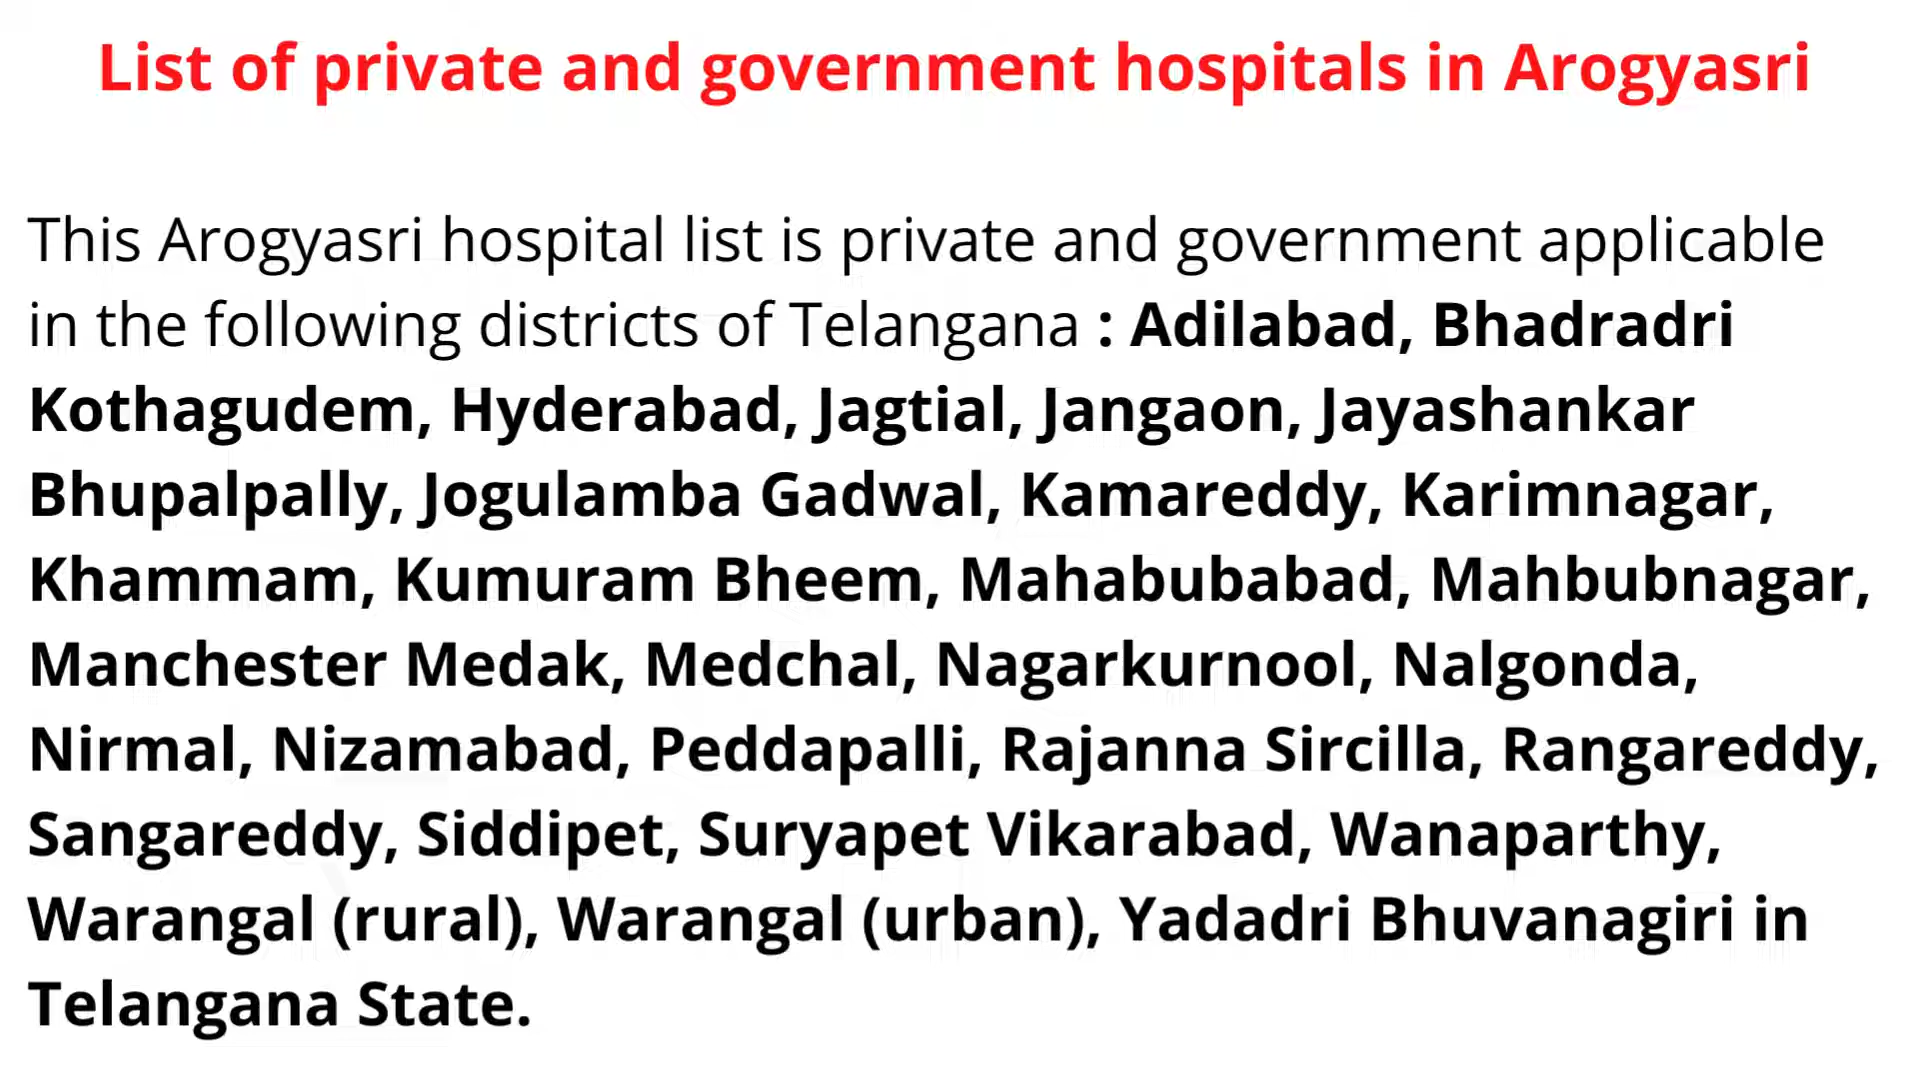 List of private and government hospitals in Arogyasri
This Arogyasri hospital list is private and government applicable
in the following districts of Telangana : Adilabad, Bhadradri
Kothagudem, Hyderabad, Jagtial, Jangaon, Jayashankar
Bhupalpally, Jogulamba Gadwal, Kamareddy, Karimnagar,
Khammam, Kumuram Bheem, Mahabubabad, Mahbubnagar,
Manchester Medak, Medchal, Nagarkurnool, Nalgonda,
Nirmal, Nizamabad, Peddapalli, Rajanna Sircilla, Rangareddy,
Sangareddy, Siddipet, Suryapet Vikarabad, Wanaparthy,
Warangal (rural), Warangal (urban), Yadadri Bhuvanagiri in
Telangana State.